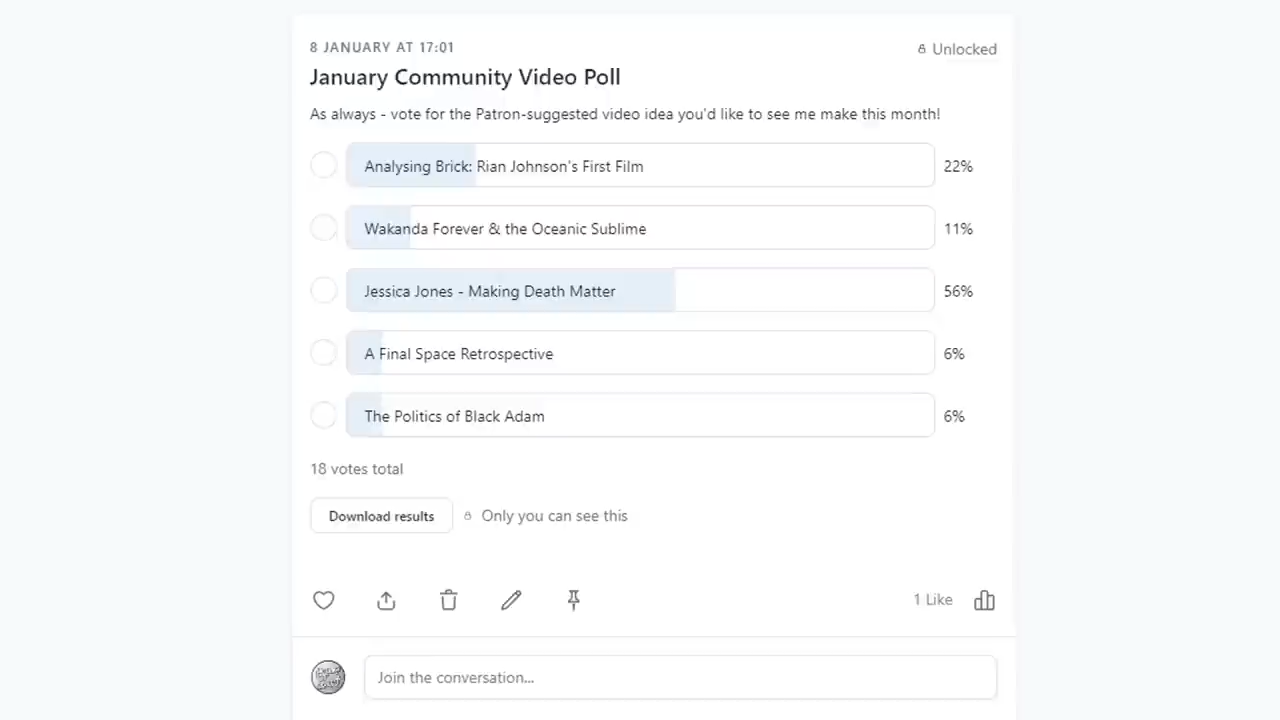 8 JANUARY AT 17:01
Unlocked
January Community Video Poll
As always - vote for the Patron-suggested video idea you'd like to see me make this month!
Analysing Brick: Rian Johnson's First Film 22%
Wakanda Forever & the Oceanic Sublime 11%
Jessica Jones - Making Death Matter 56%
A Final Space Retrospective 6%
The Politics of Black Adam 6%
18 votes total
Download results Only you can see this
1 Like
Join the conversation...